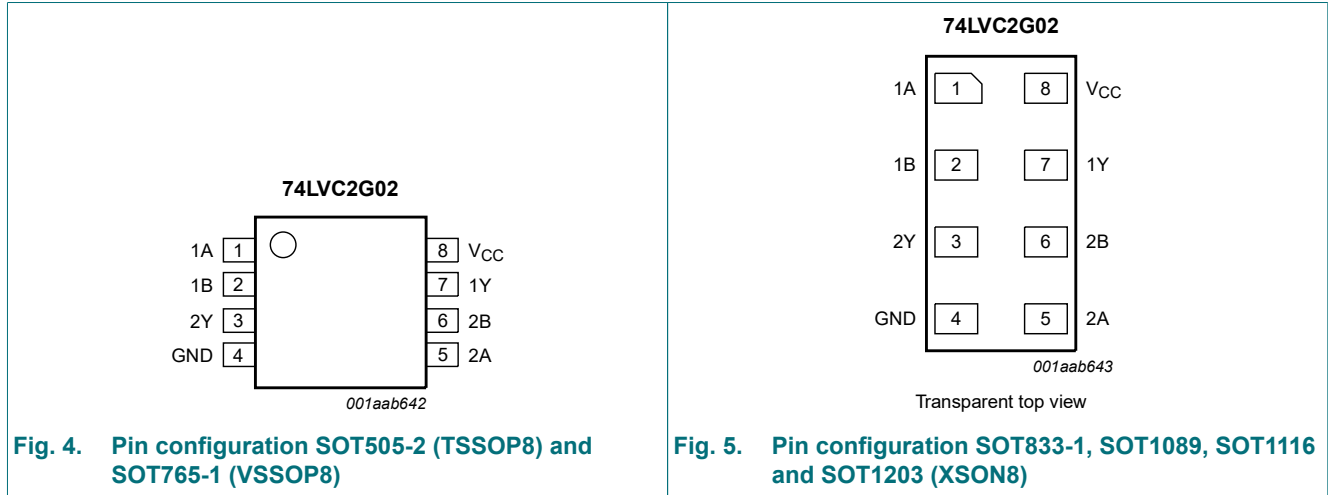 74LVC2G02
1A 1 8 VCC
1B 2 7 1Y
2Y 3 6 2B
GND 4 5 2A
001aab642
Fig. 4. Pin configuration SOT505-2 (TSSOP8) and
SOT765-1 (VSSOP8)
74LVC2G02
1A 1 8 VCC
1B 2 7 1Y
2Y 3 6 2B
GND 4 5 2A
001aab643
Transparent top view
Fig. 5. Pin configuration SOT833-1, SOT1089, SOT1116
and SOT1203 (XSON8)